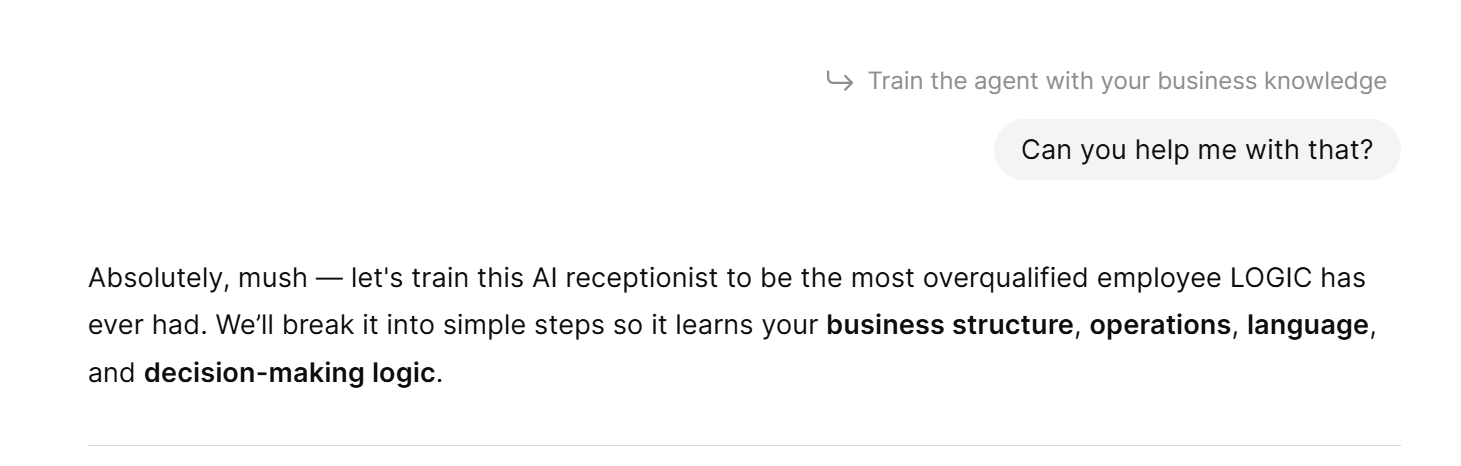 Train the agent with your business knowledge
Can you help me with that?
Absolutely, mush — let's train this AI receptionist to be the most overqualified employee LOGIC has
ever had. We’ll break it into simple steps so it learns your business structure, operations, language,
and decision-making logic.